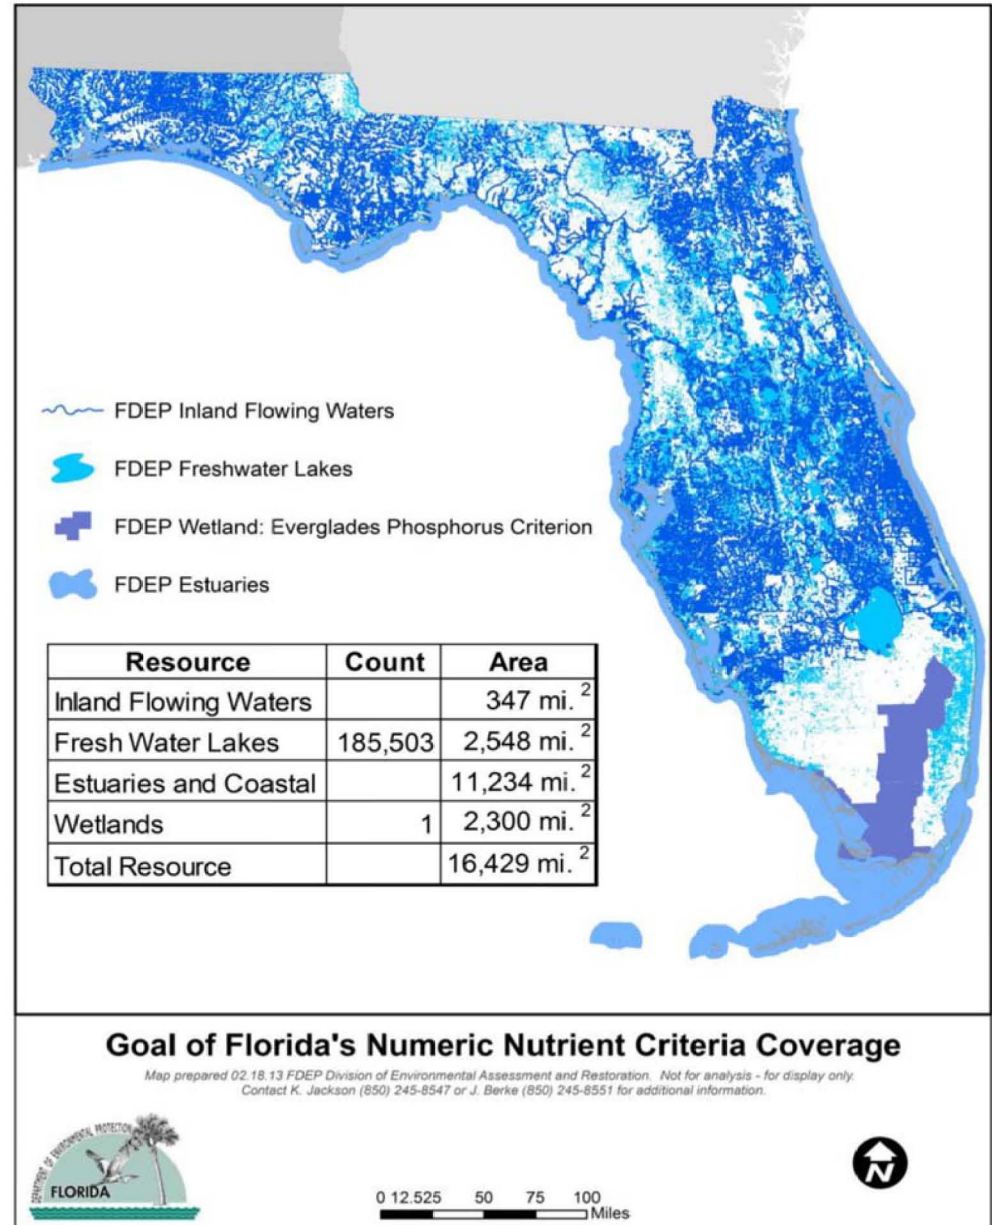 FDEP Inland Flowing Waters
FDEP Freshwater Lakes
FDEP Wetland: Everglades Phosphorus Criterion
FDEP Estuaries
Resource Count Area
Inland Flowing Waters 347 mi. 2
Fresh Water Lakes 185,503 2,548 mi. 2
Estuaries and Coastal 11,234 mi. 2
Wetlands 1 2,300 mi. 2
Total Resource 16,429 mi. 2
Goal of Florida's Numeric Nutrient Criteria Coverage
Map prepared 02.18.13 FDEP Division of Environmental Assessment and Restoration. Not for analysis - for display only.
Contact K. Jackson (850) 245-8547 or J. Berke (850) 245-8551 for additional information.
DEPARTMENT OF ENVIRONMENTAL PROTECTION
FLORIDA
N
0 12.525 50 75 100
Miles